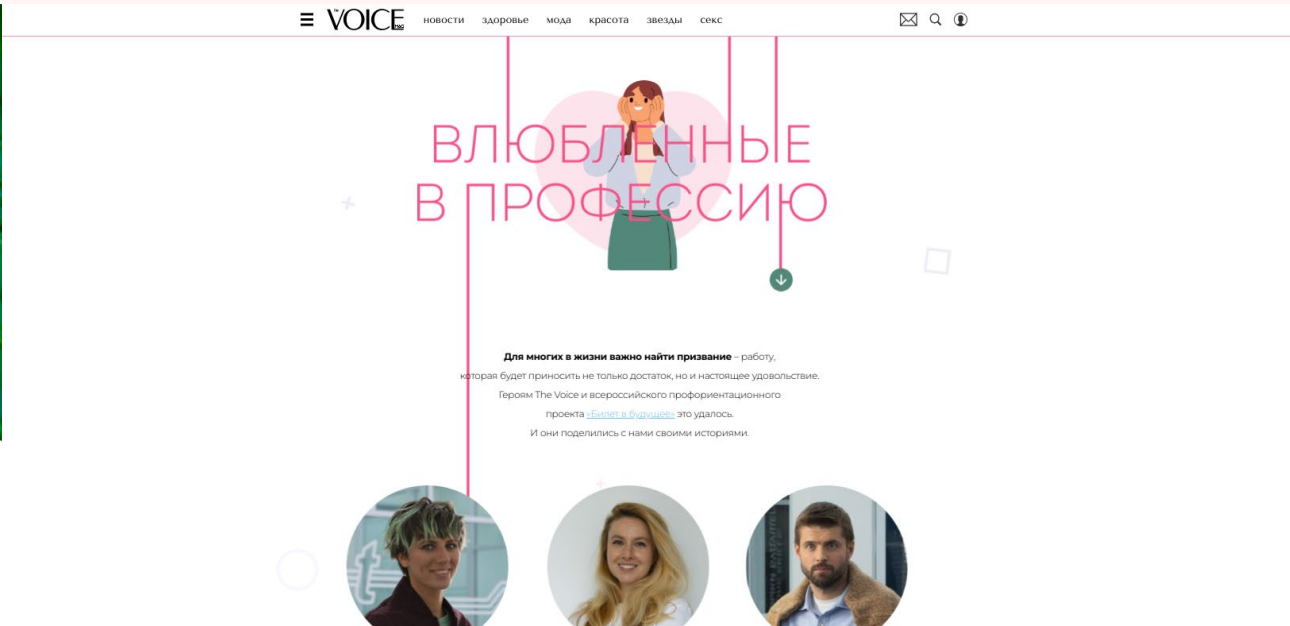 THE VOICE MAG новости здоровье мода красота звезды секс
ВЛЮБЛЕННЫЕ
В ПРОФЕССИЮ
Для многих в жизни важно найти призвание – работу,
которая будет приносить не только достаток, но и настоящее удовольствие.
Героям The Voice и всероссийского профориентационного
проекта «Билет в будущее» это удалось.
И они поделились с нами своими историями.